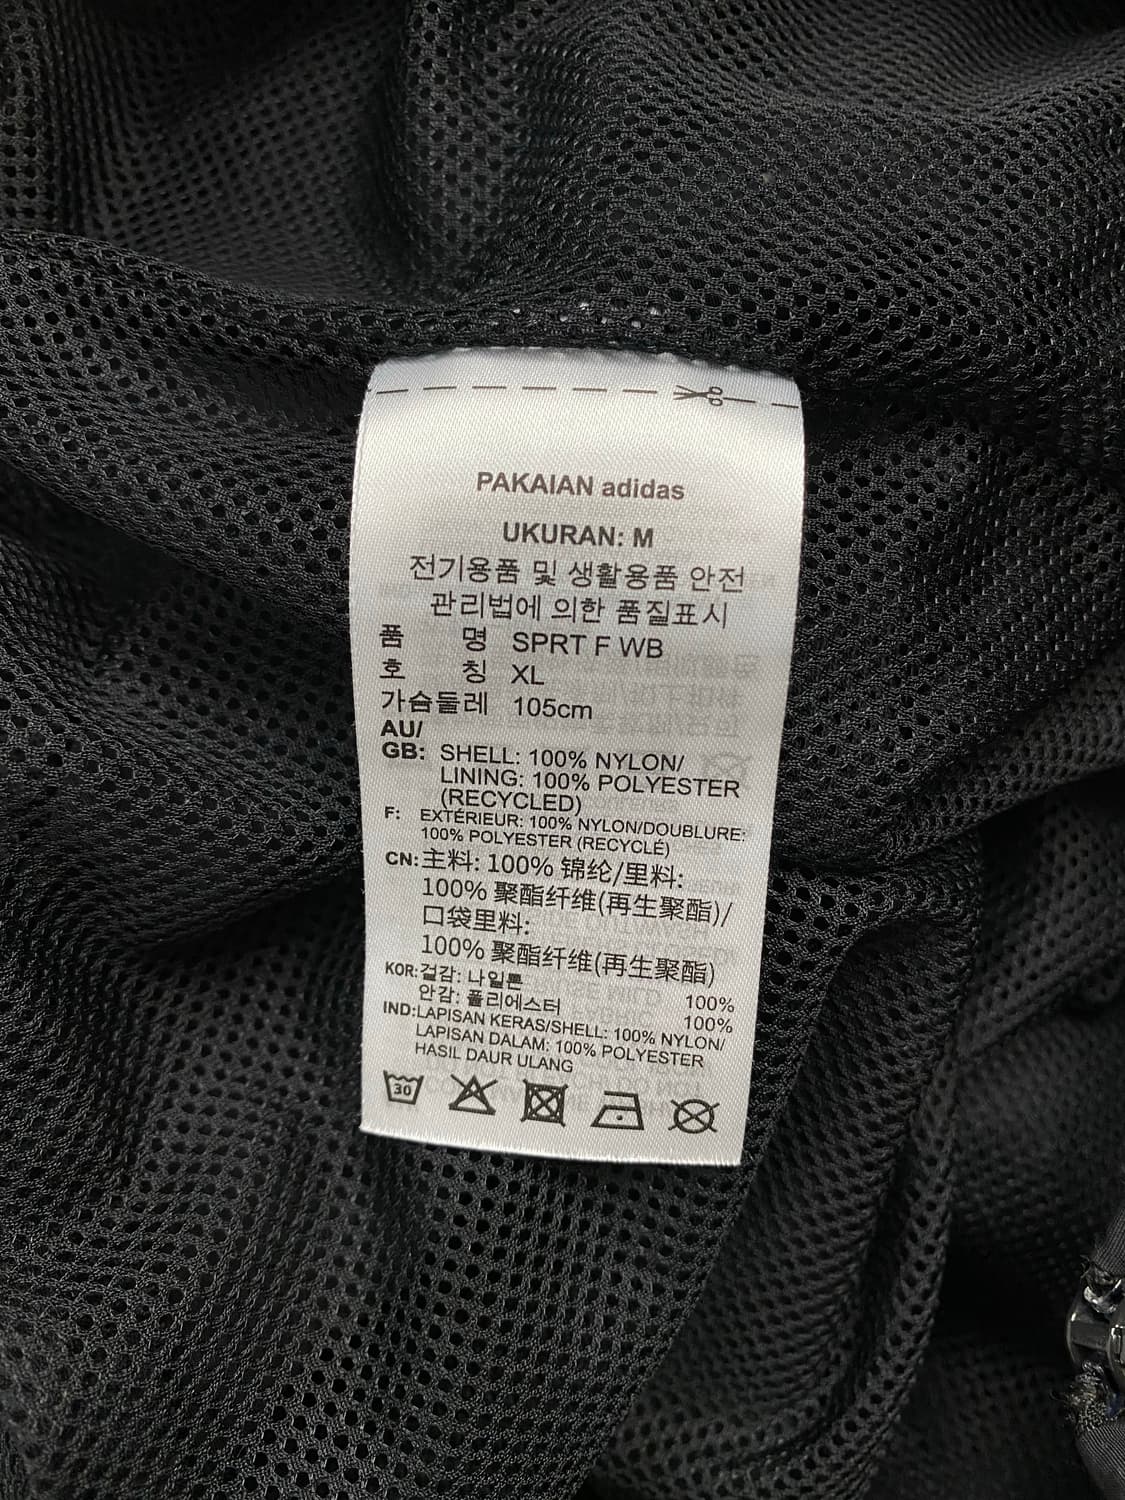 PAKAIAN adidas
UKURAN: M
전기용품 및 생활용품 안전
관리법에 의한 품질표시
품 명 SPRT F WB
호 칭 XL
가슴둘레 105cm
AU/
GB: SHELL: 100% NYLON/
LINING: 100% POLYESTER
(RECYCLED)
F: EXTÉRIEUR: 100% NYLON/DOUBLURE:
100% POLYESTER (RECYCLÉ)
CN: 主料: 100% 锦纶/里料:
100% 聚酯纤维(再生聚酯)/
口袋里料:
100% 聚酯纤维(再生聚酯)
KOR: 겉감: 나일론 100%
안감: 폴리에스터 100%
IND: LAPISAN KERAS/SHELL: 100% NYLON/
LAPISAN DALAM: 100% POLYESTER
HASIL DAUR ULANG
30